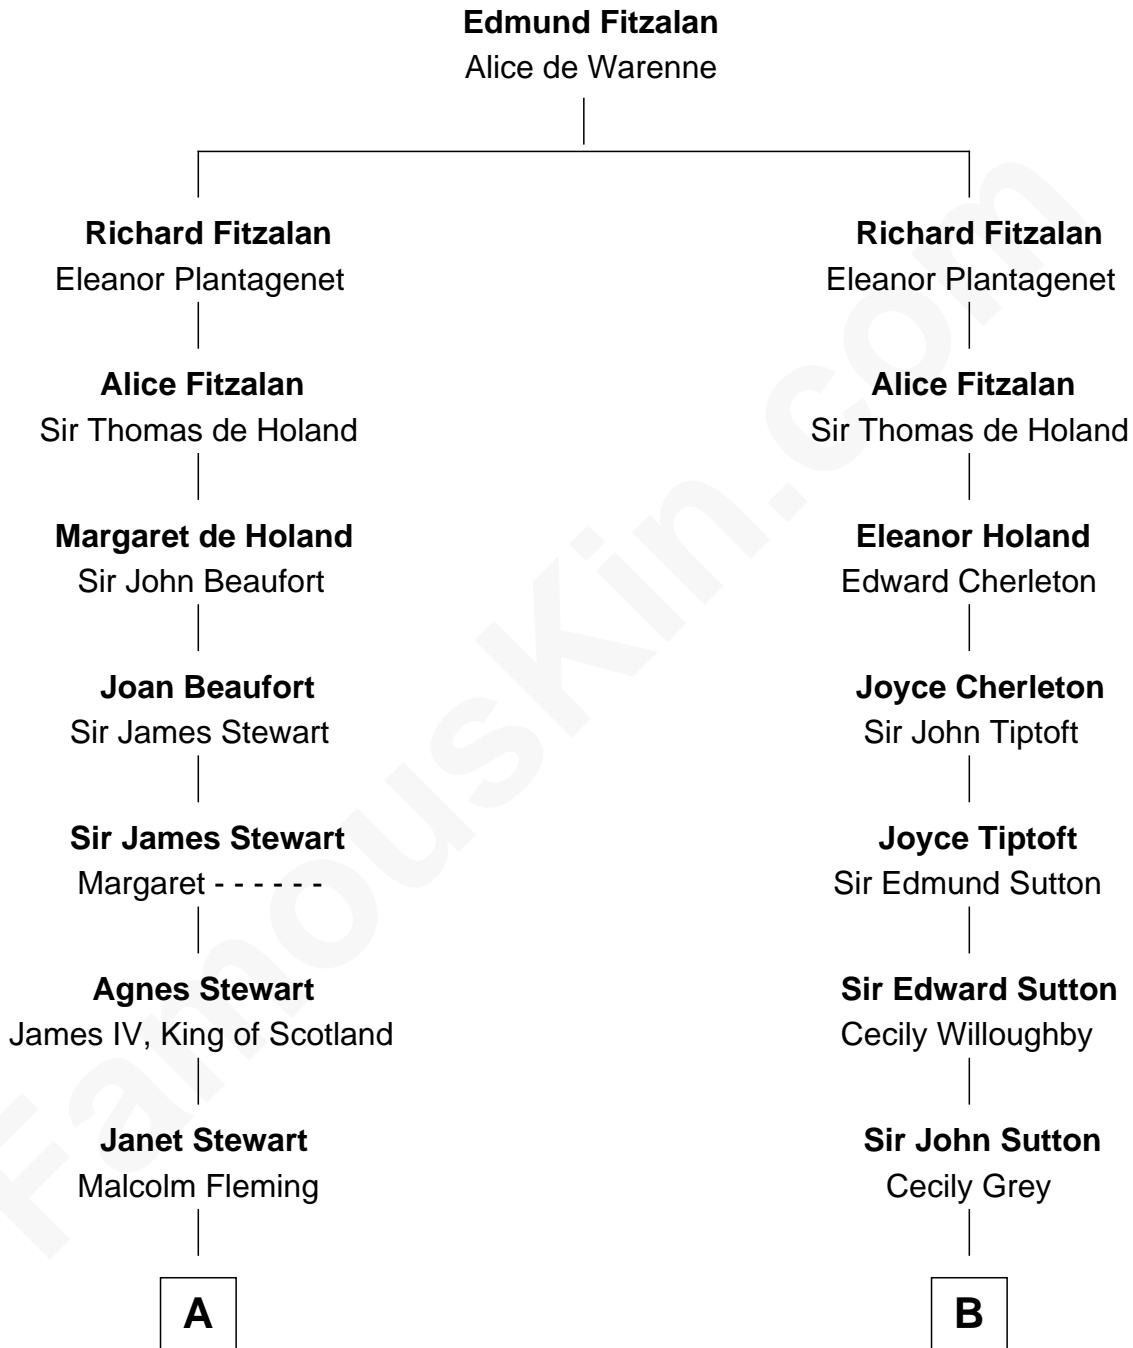 Edmund Fitzalan
Alice de Warenne
Richard Fitzalan
Eleanor Plantagenet
Richard Fitzalan
Eleanor Plantagenet
Alice Fitzalan
Sir Thomas de Holand
Alice Fitzalan
Sir Thomas de Holand
Margaret de Holand
Sir John Beaufort
Eleanor Holand
Edward Cherleton
Joan Beaufort
Sir James Stewart
Joyce Cherleton
Sir John Tiptoft
Sir James Stewart
Margaret - - - - - -
Joyce Tiptoft
Sir Edmund Sutton
Agnes Stewart
James IV, King of Scotland
Sir Edward Sutton
Cecily Willoughby
Janet Stewart
Malcolm Fleming
Sir John Sutton
Cecily Grey
A
B
FamousKin.com